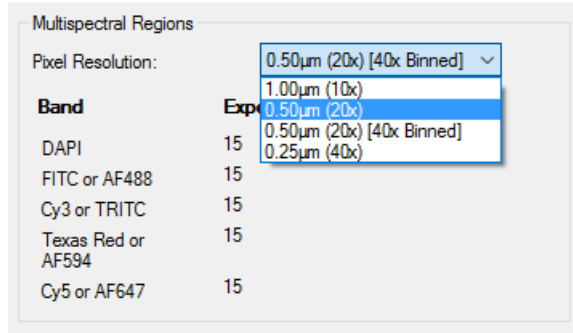 Multispectral Regions
Pixel Resolution: 0.50µm (20x) [40x Binned]
1.00µm (10x)
Band Expo
0.50µm (20x)
0.50µm (20x) [40x Binned]
DAPI 15
0.25µm (40x)
FITC or AF488 15
Cy3 or TRITC 15
Texas Red or 15
AF594
Cy5 or AF647 15